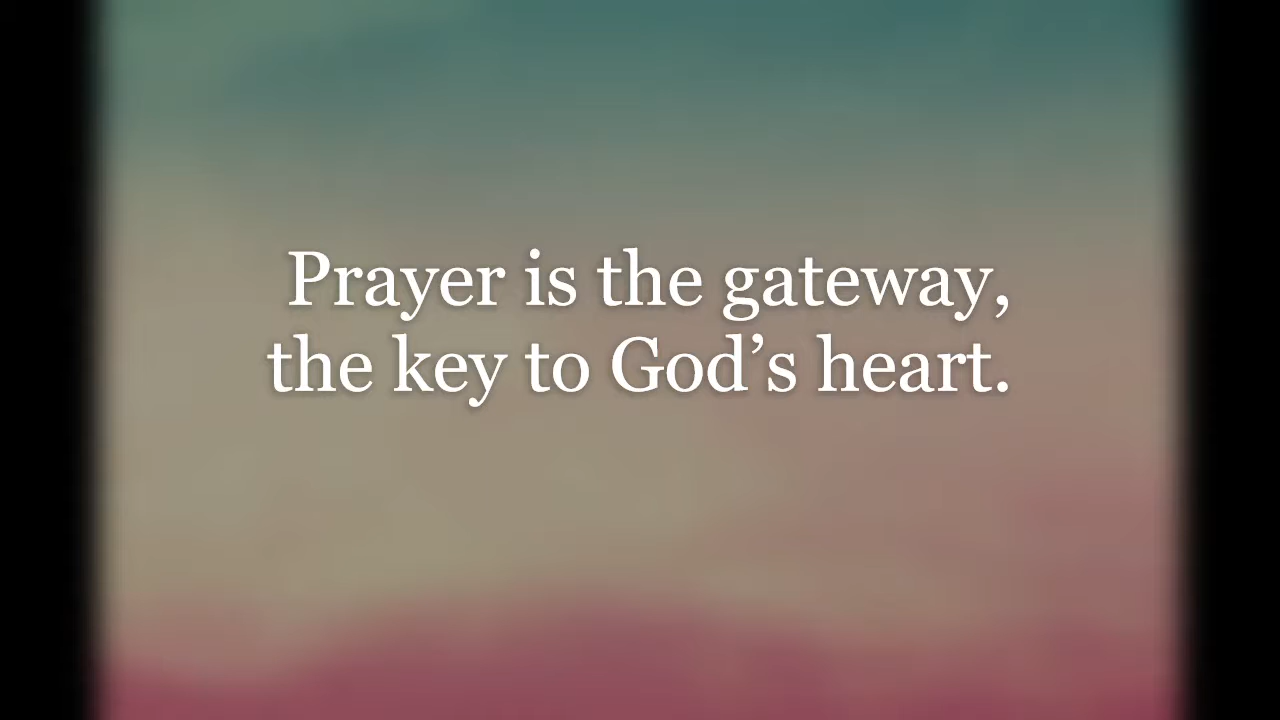 Prayer is the gateway,
the key to God’s heart.